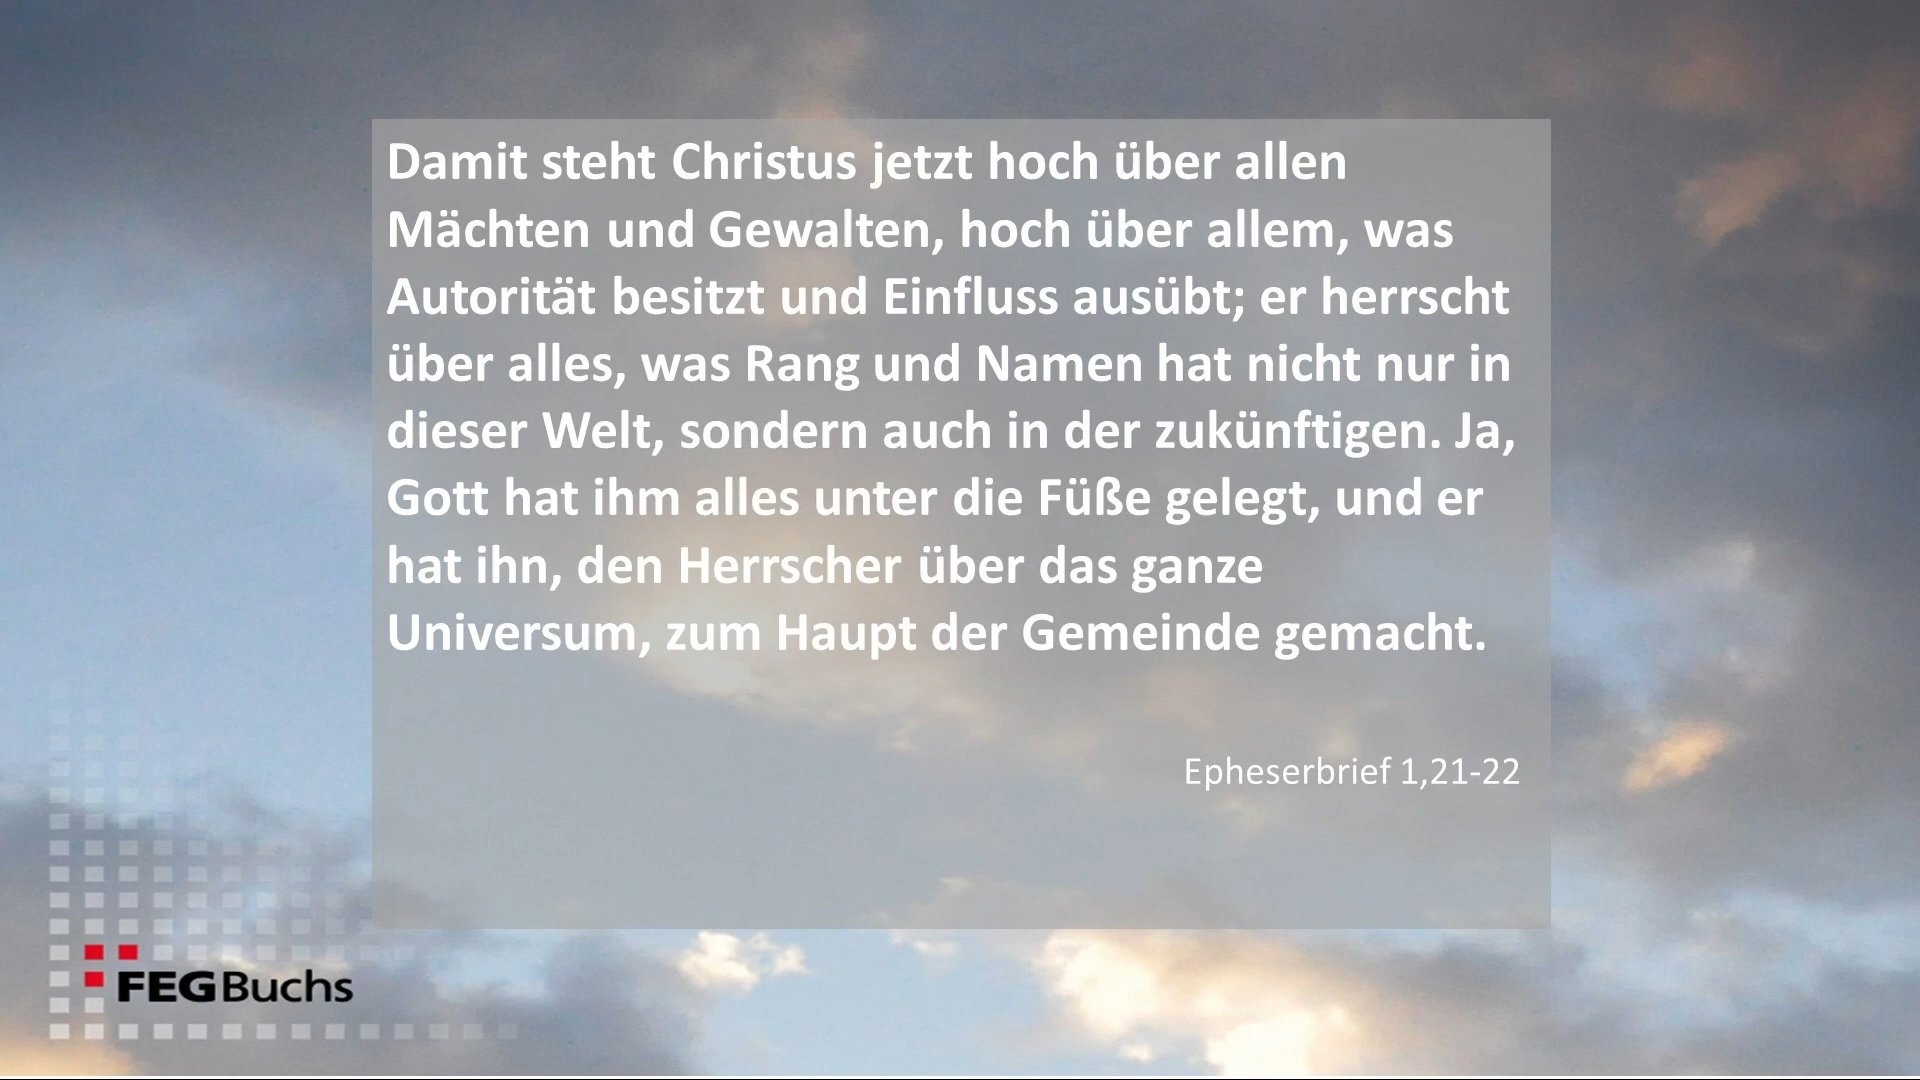 Damit steht Christus jetzt hoch über allen
Mächten und Gewalten, hoch über allem, was
Autorität besitzt und Einfluss ausübt; er herrscht
über alles, was Rang und Namen hat nicht nur in
dieser Welt, sondern auch in der zukünftigen. Ja,
Gott hat ihm alles unter die Füße gelegt, und er
hat ihn, den Herrscher über das ganze
Universum, zum Haupt der Gemeinde gemacht.
Epheserbrief 1,21-22
FEGBuchs